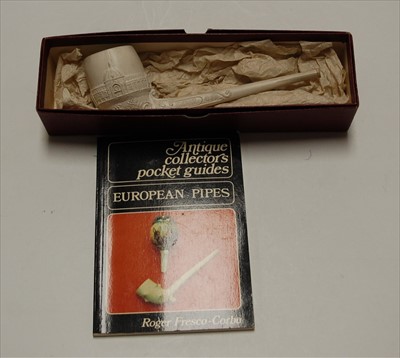 Antique
collector's
pocket guides
EUROPEAN PIPES
Roger Fresco-Corbu